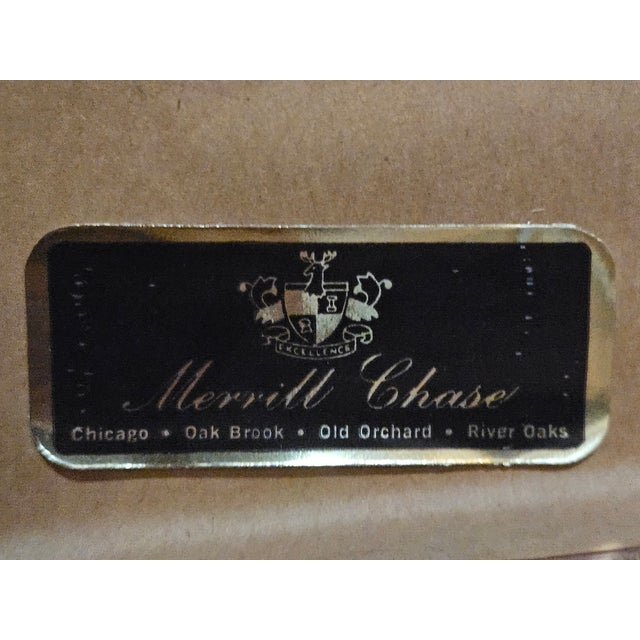 EXCELLENCE
Merrill Chase
Chicago • Oak Brook • Old Orchard • River Oaks